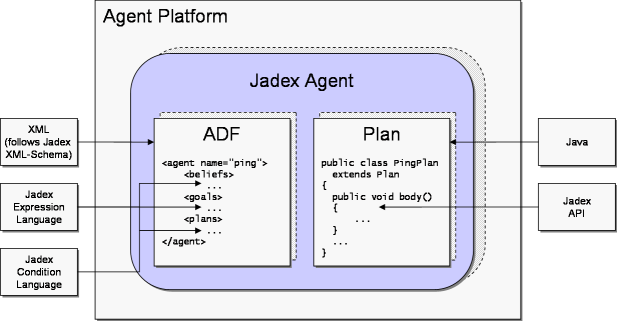 Agent Platform
Jadex Agent
XML
(follows Jadex
XML-Schema)
Jadex
Expression
Language
Jadex
Condition
Language
ADF
<agent name="ping">
<beliefs>
...
<goals>
...
<plans>
...
</agent>
Plan
public class PingPlan
extends Plan
{
public void body()
{
...
}
...
}
Java
Jadex
API